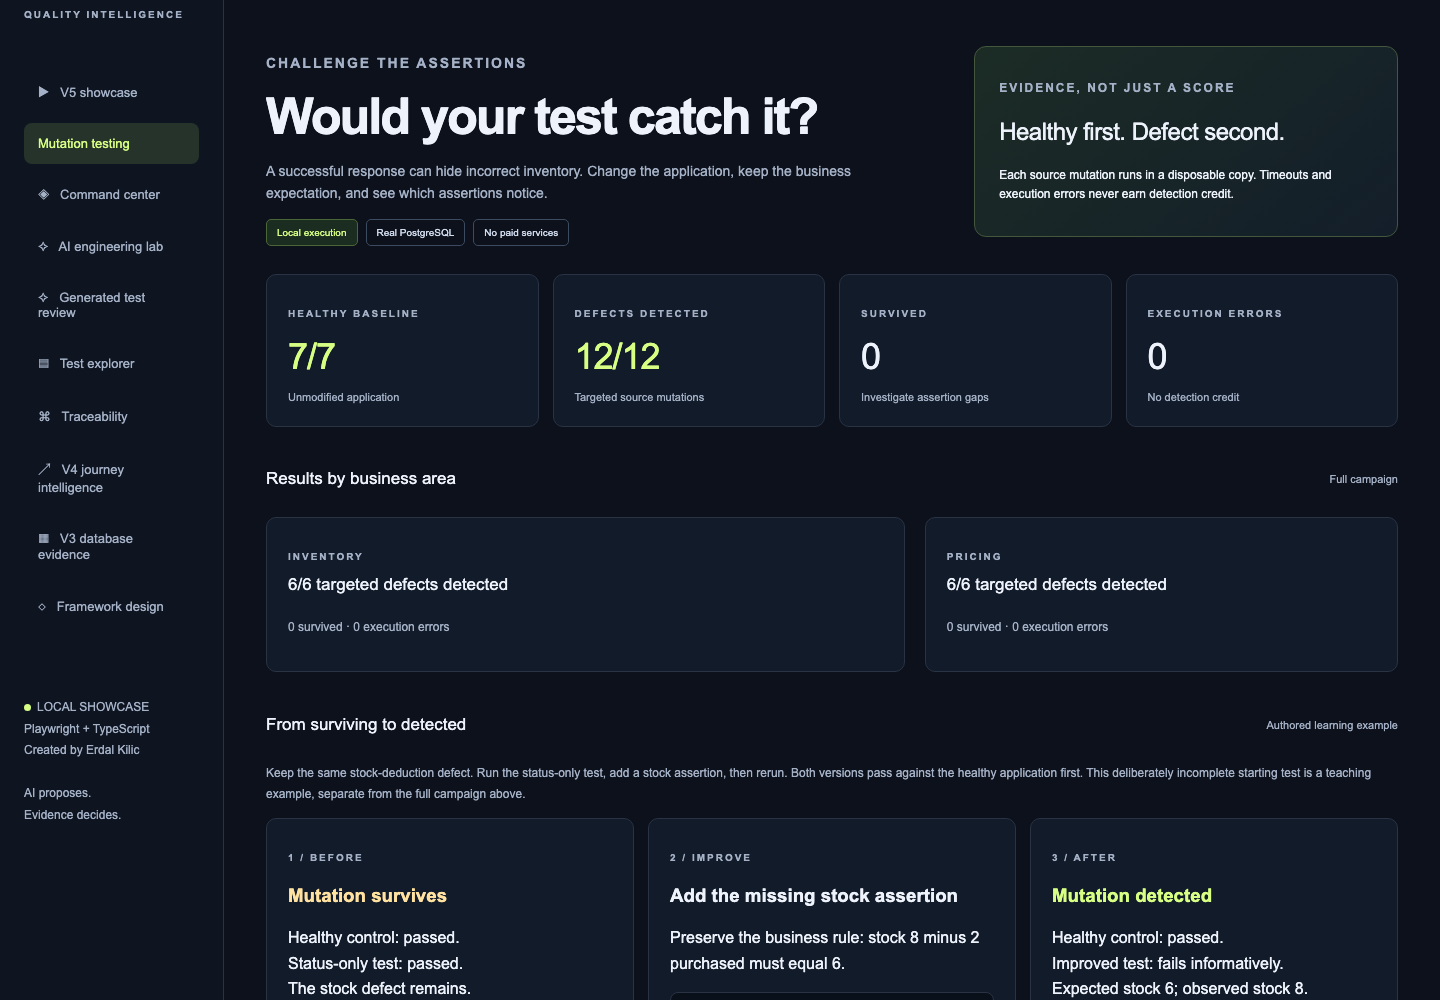 QUALITY INTELLIGENCE
V5 showcase
Mutation testing
Command center
AI engineering lab
Generated test
review
Test explorer
Traceability
V4 journey
intelligence
V3 database
evidence
Framework design
LOCAL SHOWCASE
Playwright + TypeScript
Created by Erdal Kilic
AI proposes.
Evidence decides.
CHALLENGE THE ASSERTIONS
Would your test catch it?
A successful response can hide incorrect inventory. Change the application, keep the business
expectation, and see which assertions notice.
Local execution
Real PostgreSQL
No paid services
EVIDENCE, NOT JUST A SCORE
Healthy first. Defect second.
Each source mutation runs in a disposable copy. Timeouts and
execution errors never earn detection credit.
HEALTHY BASELINE
7/7
Unmodified application
DEFECTS DETECTED
12/12
Targeted source mutations
SURVIVED
0
Investigate assertion gaps
EXECUTION ERRORS
0
No detection credit
Results by business area
Full campaign
INVENTORY
6/6 targeted defects detected
0 survived · 0 execution errors
PRICING
6/6 targeted defects detected
0 survived · 0 execution errors
From surviving to detected
Authored learning example
Keep the same stock-deduction defect. Run the status-only test, add a stock assertion, then rerun. Both versions pass against the healthy application first. This deliberately incomplete starting test is a teaching
example, separate from the full campaign above.
1 / BEFORE
Mutation survives
Healthy control: passed.
Status-only test: passed.
The stock defect remains.
2 / IMPROVE
Add the missing stock assertion
Preserve the business rule: stock 8 minus 2
purchased must equal 6.
3 / AFTER
Mutation detected
Healthy control: passed.
Improved test: fails informatively.
Expected stock 6; observed stock 8.